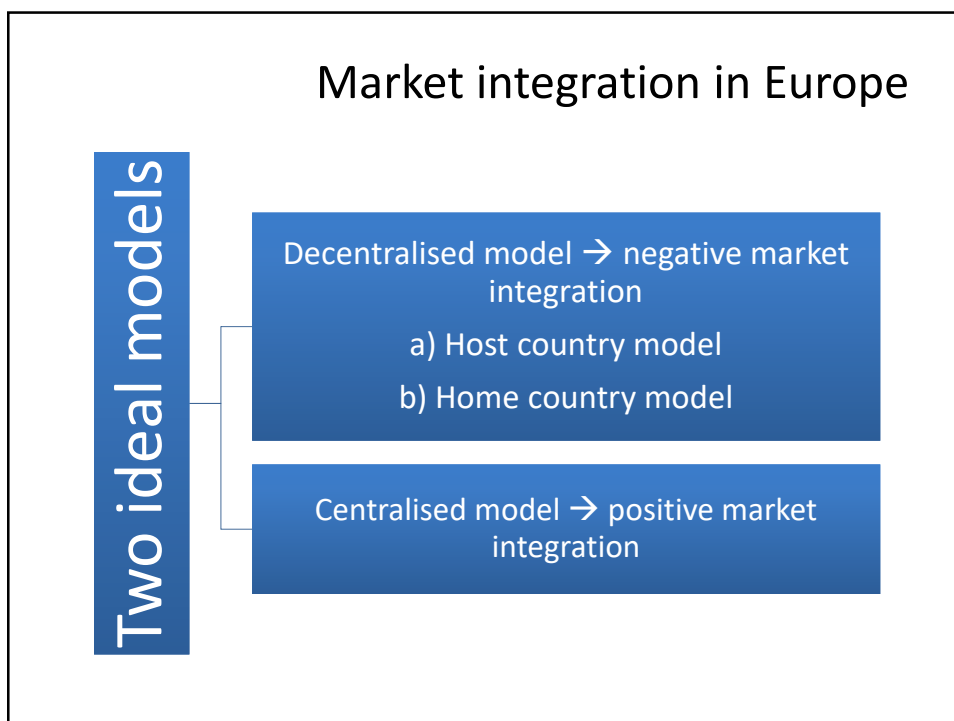 Market integration in Europe
Two ideal models
Decentralised model → negative market
integration
a) Host country model
b) Home country model
Centralised model → positive market
integration